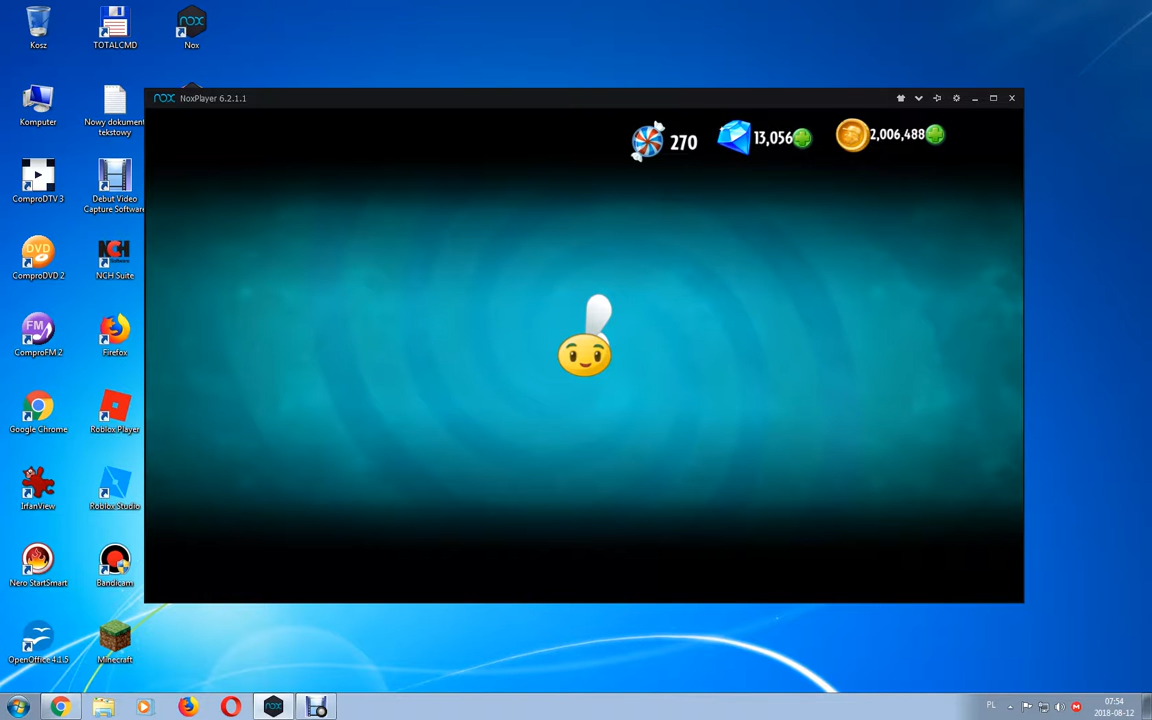 Kosz
TOTALCMD
Nox
Komputer
Nowy dokument
tekstowy
ComproDTV 3
Debut Video
Capture Software
ComproDVD 2
NCH Suite
ComproFM 2
Firefox
Google Chrome
Roblox Player
IrfanView
Roblox Studio
Nero StartSmart
Bandicam
OpenOffice 4.1.5
Minecraft
nox NoxPlayer 6.2.1.1
270
13,056
2,006,488
PL
07:54
2018-08-12